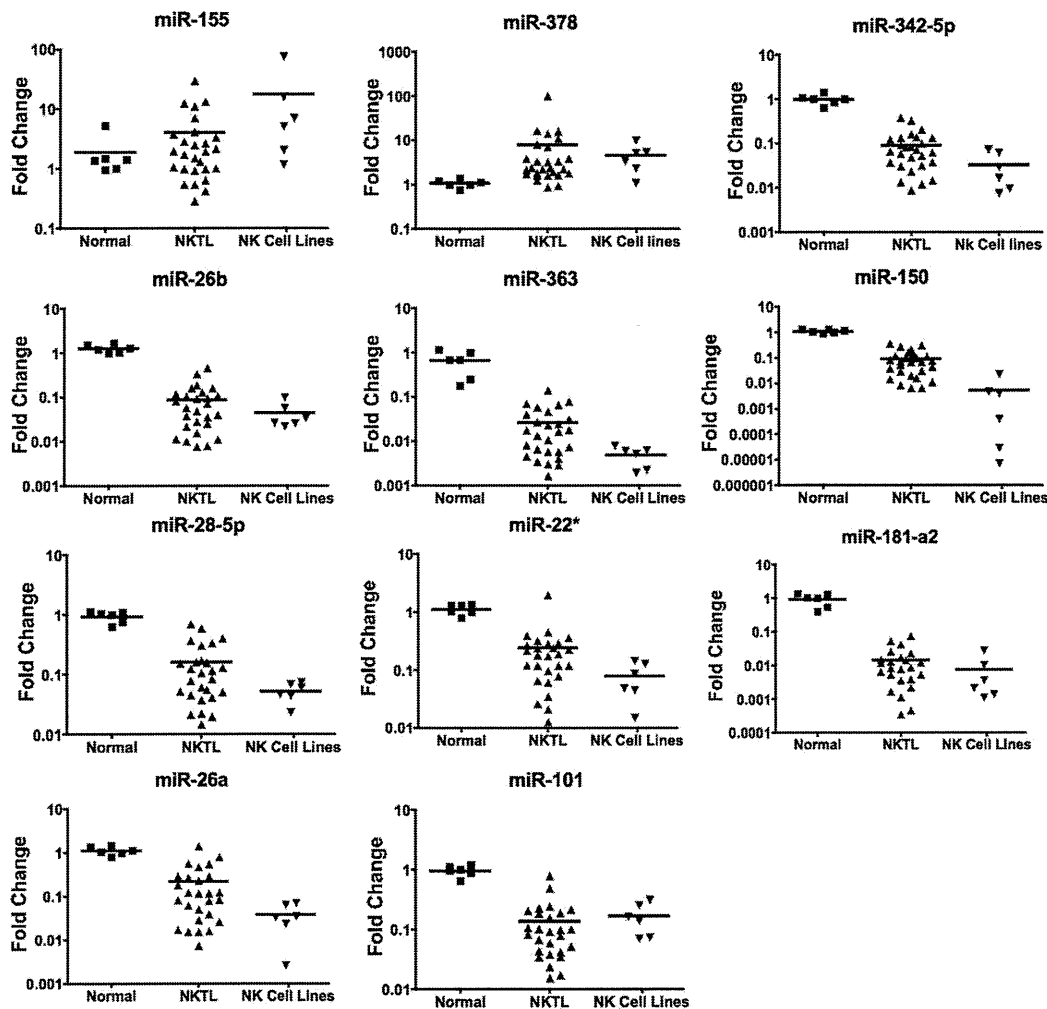 miR-155
Fold Change
100
10
1
0.1
Normal
NKTL
NK Cell Lines
miR-378
Fold Change
1000
100
10
1
0.1
Normal
NKTL
NK Cell lines
miR-342-5p
Fold Change
10
1
0.1
0.01
0.001
Normal
NKTL
Nk Cell lines
miR-26b
Fold Change
10
1
0.1
0.01
0.001
Normal
NKTL
NK Cell Lines
miR-363
Fold Change
10
1
0.1
0.01
0.001
Normal
NKTL
NK Cell Lines
miR-150
Fold Change
10
1
0.1
0.01
0.001
0.0001
0.00001
0.000001
Normal
NKTL
NK Cell Lines
miR-28-5p
Fold Change
10
1
0.1
0.01
Normal
NKTL
NK Cell Lines
miR-22*
Fold Change
10
1
0.1
0.01
Normal
NKTL
NK Cell Lines
miR-181-a2
Fold Change
10
1
0.1
0.01
0.001
0.0001
Normal
NKTL
NK Cell Lines
miR-26a
Fold Change
10
1
0.1
0.01
0.001
Normal
NKTL
NK Cell Lines
miR-101
Fold Change
10
1
0.1
0.01
Normal
NKTL
NK Cell Lines